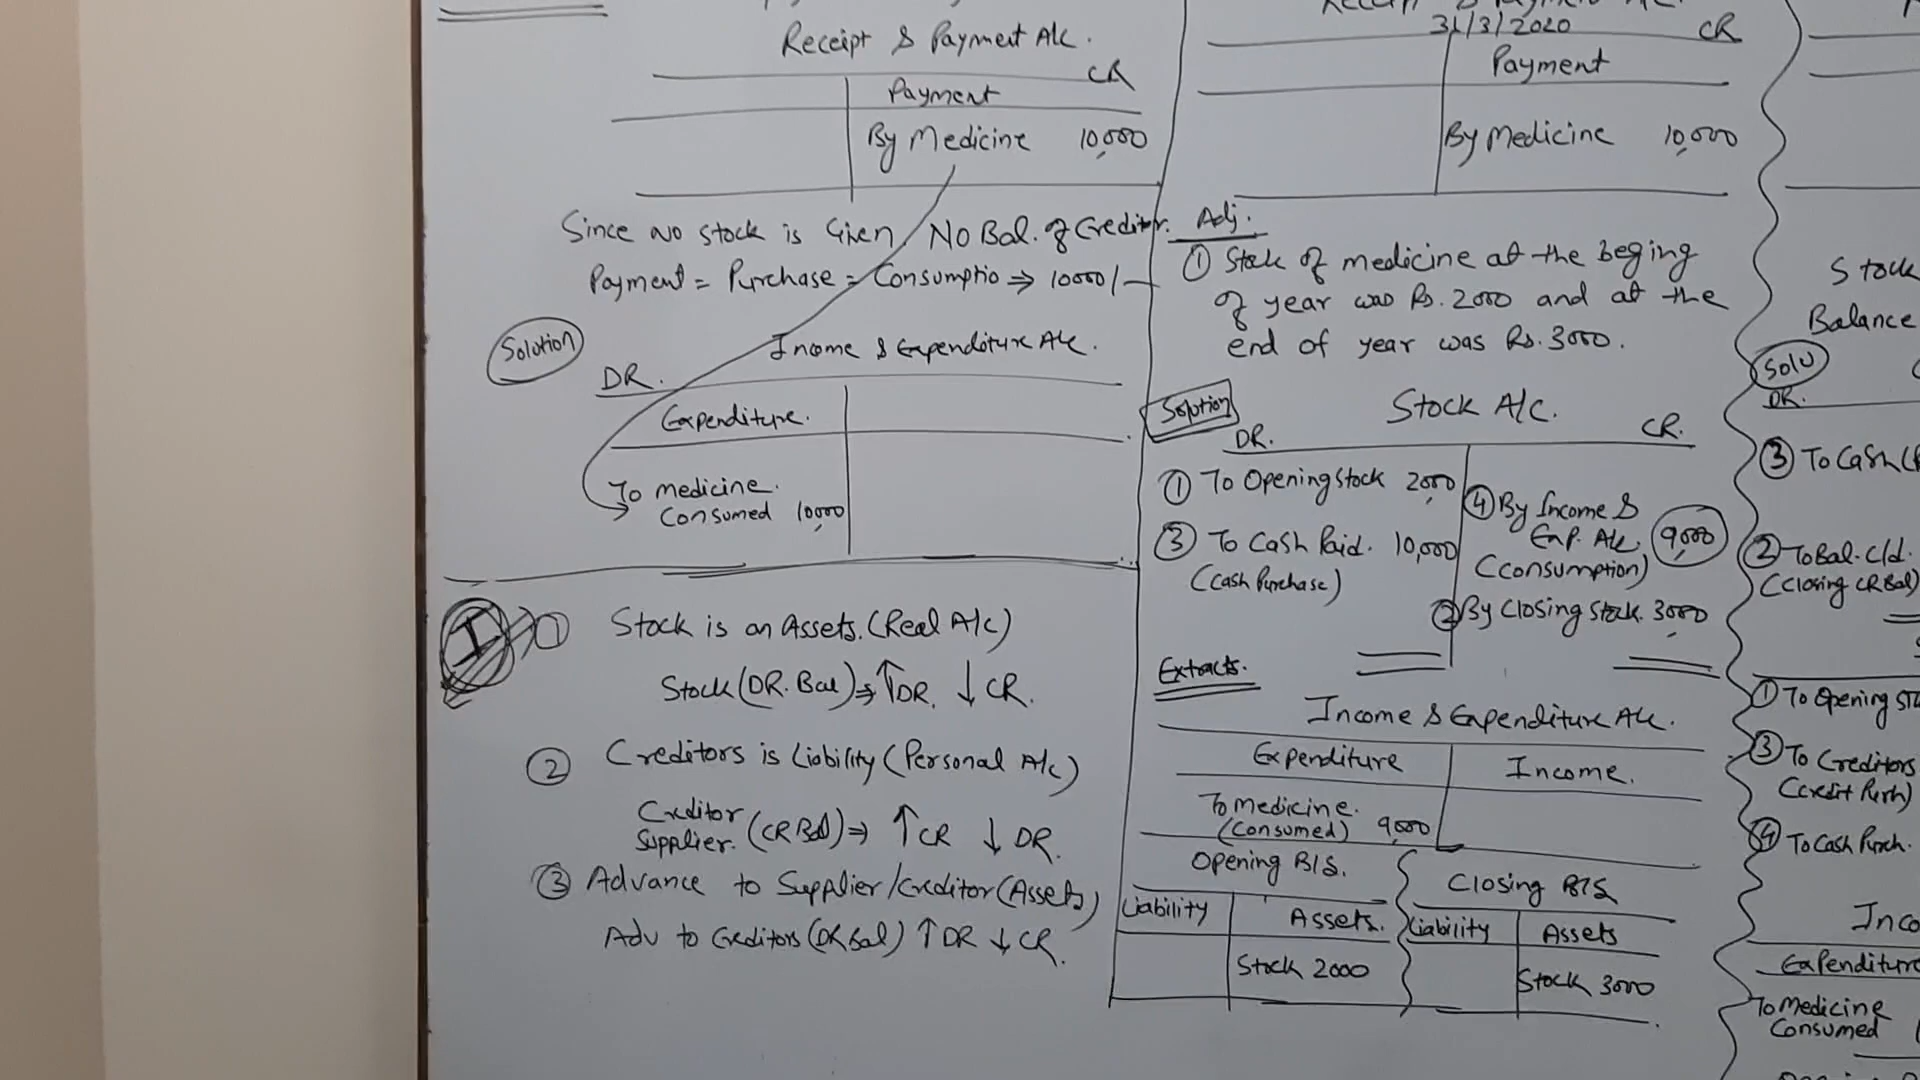 Receipt & Payment A/c.
CR
Payment
By Medicine 10,000
Since no stock is Given, No Bal. of Creditor.
Payment = Purchase = Consumptio ⇒ 10000/-
Solution
Income & Expenditure A/c.
DR.
Expenditure.
To medicine.
Consumed 10,000
I
① Stock is an Assets. (Real A/c)
Stock (DR. Bal) ⇒ ↑DR. ↓ CR.
② Creditors is Liability (Personal A/c)
Creditor
Supplier. (CR Bal) ⇒ ↑CR ↓ DR.
③ Advance to Supplier/Creditor (Assets)
Adv to Creditors (DR Bal) ↑DR ↓CR.
31/3/2020
CR
Payment
By Medicine 10,000
Adj.
① Stock of medicine at the beging
of year was Rs. 2000 and at the
end of year was Rs. 3000.
Solution
Stock A/c.
DR. CR.
① To Opening Stock 2000
③ To Cash Paid. 10,000
(Cash Purchase)
④ By Income &
Exp. A/c. 9,000
(Consumption)
② By Closing Stock. 3000
Extracts.
Income & Expenditure A/c.
Expenditure Income.
To Medicine.
(Consumed) 9,000
Opening B/S.
Liability Assets.
Stock 2000
Closing B/S
Liability Assets
Stock 3000
Stock
Balance
Solu
DR.
③ To Cash
② To Bal. c/d.
(Closing CR Bal)
① To Opening
③ To Creditors
(Credit Purh)
④ To Cash Purch.
Expenditure
To Medicine
Consumed